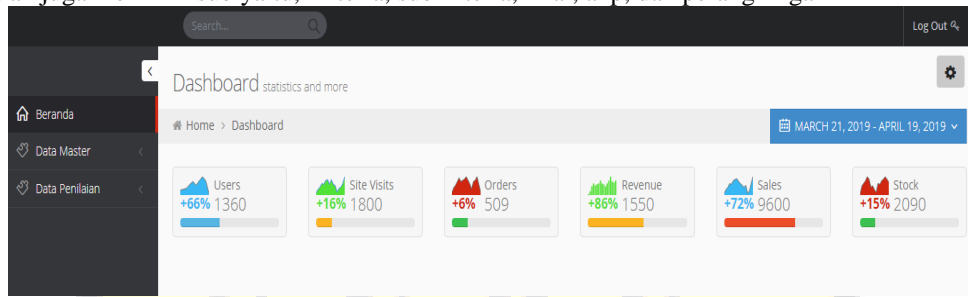 Search...
Log Out
Dashboard statistics and more
Beranda
Home > Dashboard
MARCH 21, 2019 - APRIL 19, 2019
Data Master
Data Penilaian
Users
+66% 1360
Site Visits
+16% 1800
Orders
+6% 509
Revenue
+86% 1550
Sales
+72% 9600
Stock
+15% 2090